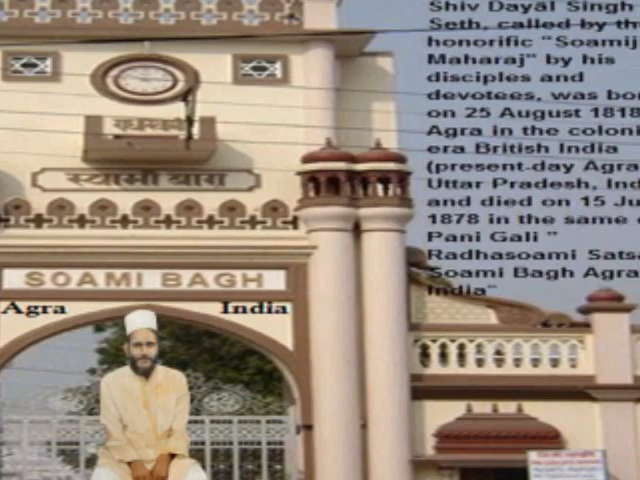 राधास्वामी
स्वामी बाग
SOAMI BAGH
Agra India
Shiv Dayāl Singh
Seth, called by th
honorific "Soamij
Maharaj" by his
disciples and
devotees, was bo
on 25 August 1818
Agra in the coloni
era British India
(present-day Agra
Uttar Pradesh, Ind
and died on 15 Ju
1878 in the same
Pani Gali "
Radhasoami Satsa
Soami Bagh Agra
India"